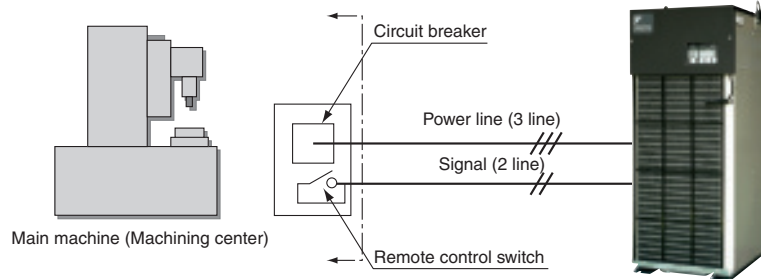 Circuit breaker
Power line (3 line)
Signal (2 line)
Main machine (Machining center)
Remote control switch